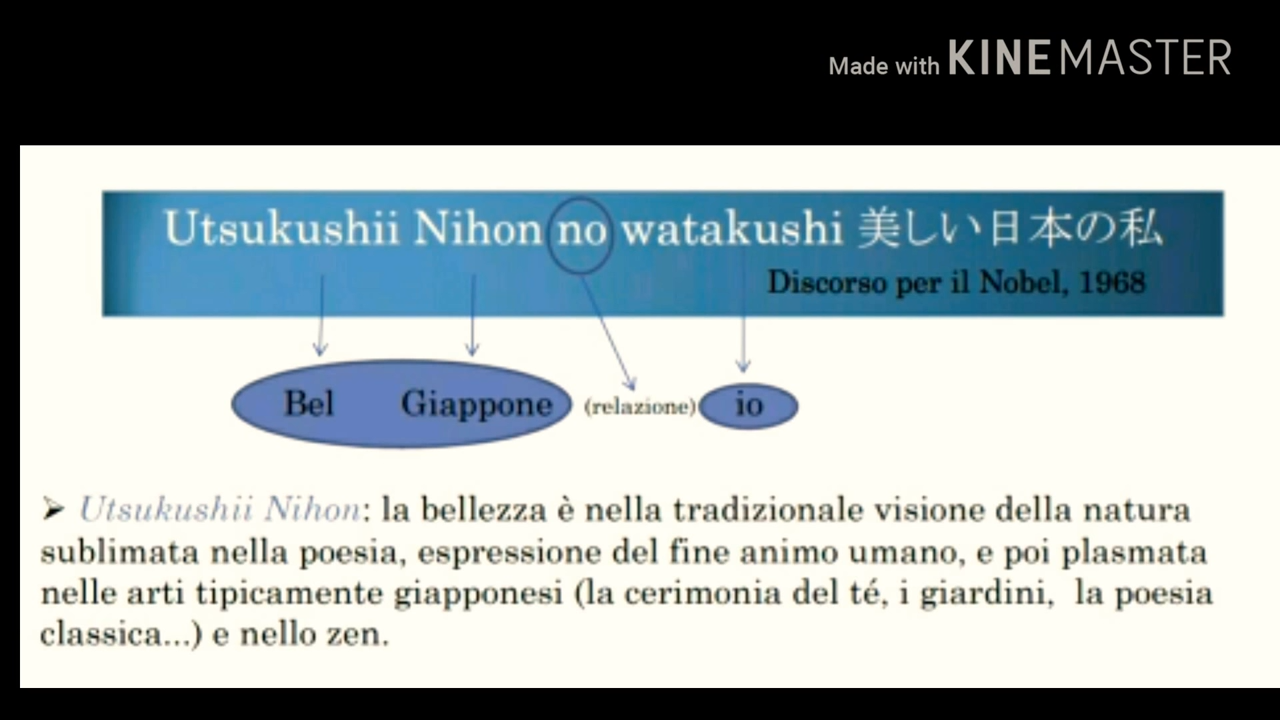 Made with KINEMASTER
Utsukushii Nihon no watakushi 美しい日本の私
Discorso per il Nobel, 1968
Bel Giappone (relazione) io
➢ Utsukushii Nihon: la bellezza è nella tradizionale visione della natura
sublimata nella poesia, espressione del fine animo umano, e poi plasmata
nelle arti tipicamente giapponesi (la cerimonia del té, i giardini, la poesia
classica...) e nello zen.